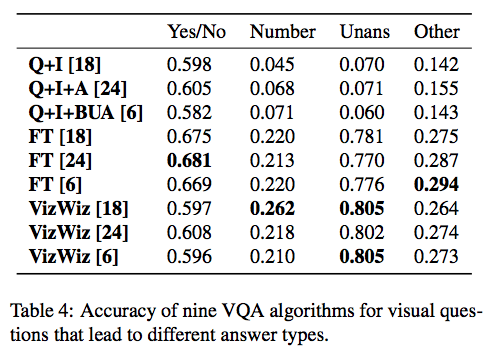 Yes/No Number Unans Other
Q+I [18] 0.598 0.045 0.070 0.142
Q+I+A [24] 0.605 0.068 0.071 0.155
Q+I+BUA [6] 0.582 0.071 0.060 0.143
FT [18] 0.675 0.220 0.781 0.275
FT [24] 0.681 0.213 0.770 0.287
FT [6] 0.669 0.220 0.776 0.294
VizWiz [18] 0.597 0.262 0.805 0.264
VizWiz [24] 0.608 0.218 0.802 0.274
VizWiz [6] 0.596 0.210 0.805 0.273
Table 4: Accuracy of nine VQA algorithms for visual ques-
tions that lead to different answer types.